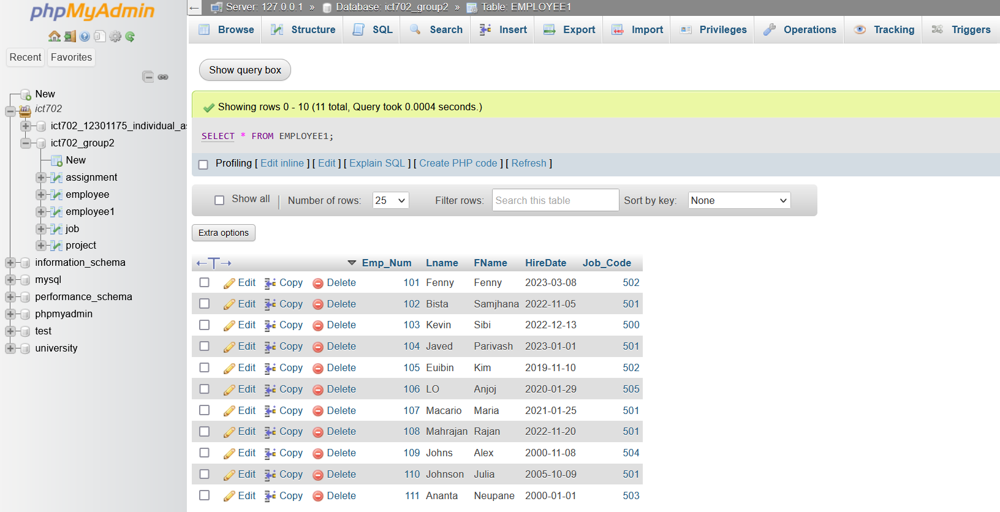 phpMyAdmin
Recent Favorites
New
ict702
ict702_12301175_individual_as
ict702_group2
New
assignment
employee
employee1
job
project
information_schema
mysql
performance_schema
phpmyadmin
test
university
← Server: 127.0.0.1 » Database: ict702_group2 » Table: EMPLOYEE1
Browse Structure SQL Search Insert Export Import Privileges Operations Tracking Triggers
Show query box
Showing rows 0 - 10 (11 total, Query took 0.0004 seconds.)
SELECT * FROM EMPLOYEE1;
Profiling [ Edit inline ] [ Edit ] [ Explain SQL ] [ Create PHP code ] [ Refresh ]
Show all Number of rows: 25 Filter rows: Search this table Sort by key: None
Extra options
←T→ Emp_Num Lname FName HireDate Job_Code
Edit Copy Delete 101 Fenny Fenny 2023-03-08 502
Edit Copy Delete 102 Bista Samjhana 2022-11-05 501
Edit Copy Delete 103 Kevin Sibi 2022-12-13 500
Edit Copy Delete 104 Javed Parivash 2023-01-01 501
Edit Copy Delete 105 Euibin Kim 2019-11-10 502
Edit Copy Delete 106 LO Anjoj 2020-01-29 505
Edit Copy Delete 107 Macario Maria 2021-01-25 501
Edit Copy Delete 108 Mahrajan Rajan 2022-11-20 501
Edit Copy Delete 109 Johns Alex 2000-11-08 504
Edit Copy Delete 110 Johnson Julia 2005-10-09 501
Edit Copy Delete 111 Ananta Neupane 2000-01-01 503